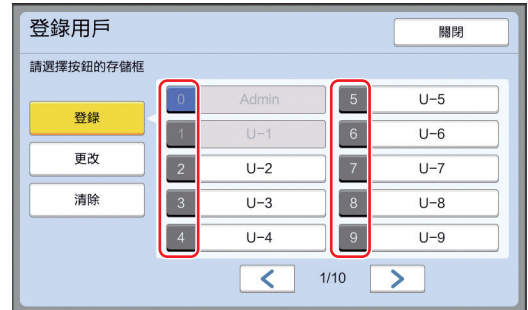 登錄用戶
關閉
請選擇按鈕的存儲框
登錄
更改
清除
0 Admin 5 U-5
1 U-1 6 U-6
2 U-2 7 U-7
3 U-3 8 U-8
4 U-4 9 U-9
1/10